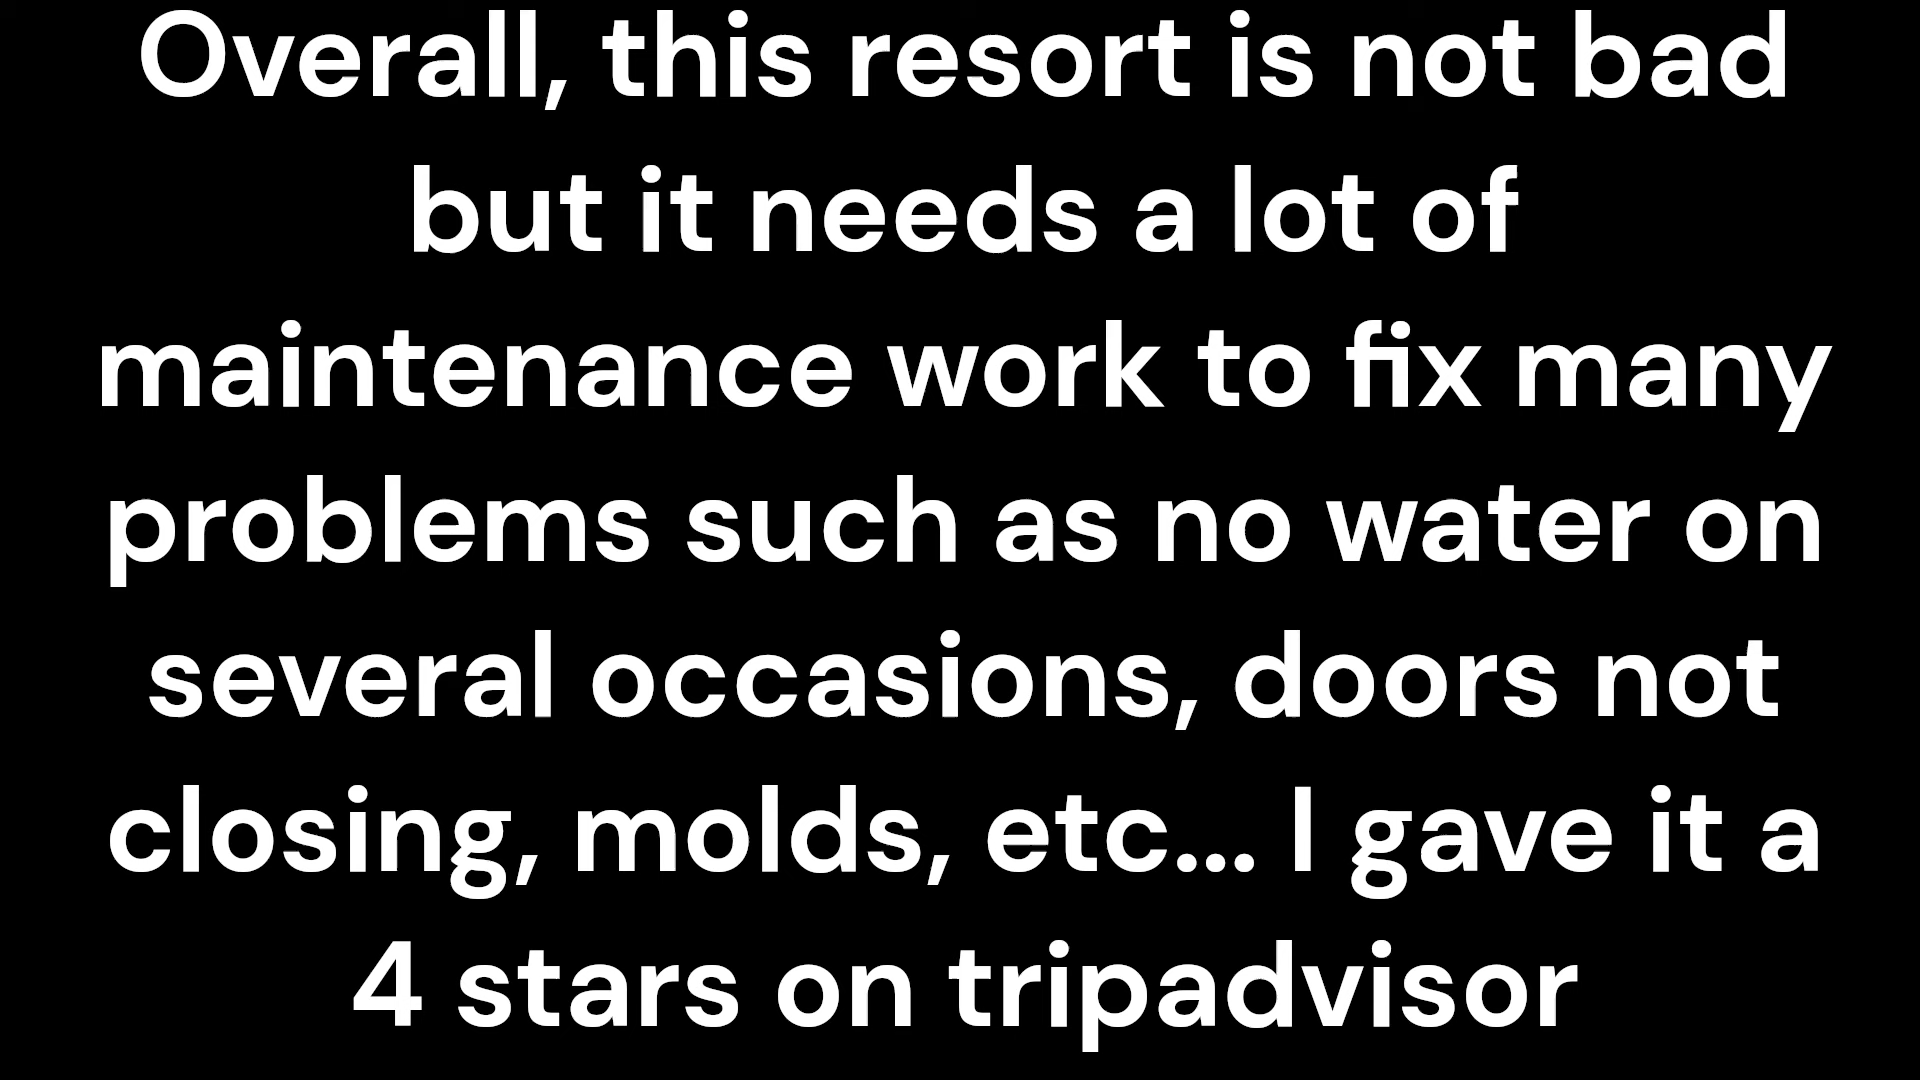 Overall, this resort is not bad
but it needs a lot of
maintenance work to fix many
problems such as no water on
several occasions, doors not
closing, molds, etc... I gave it a
4 stars on tripadvisor